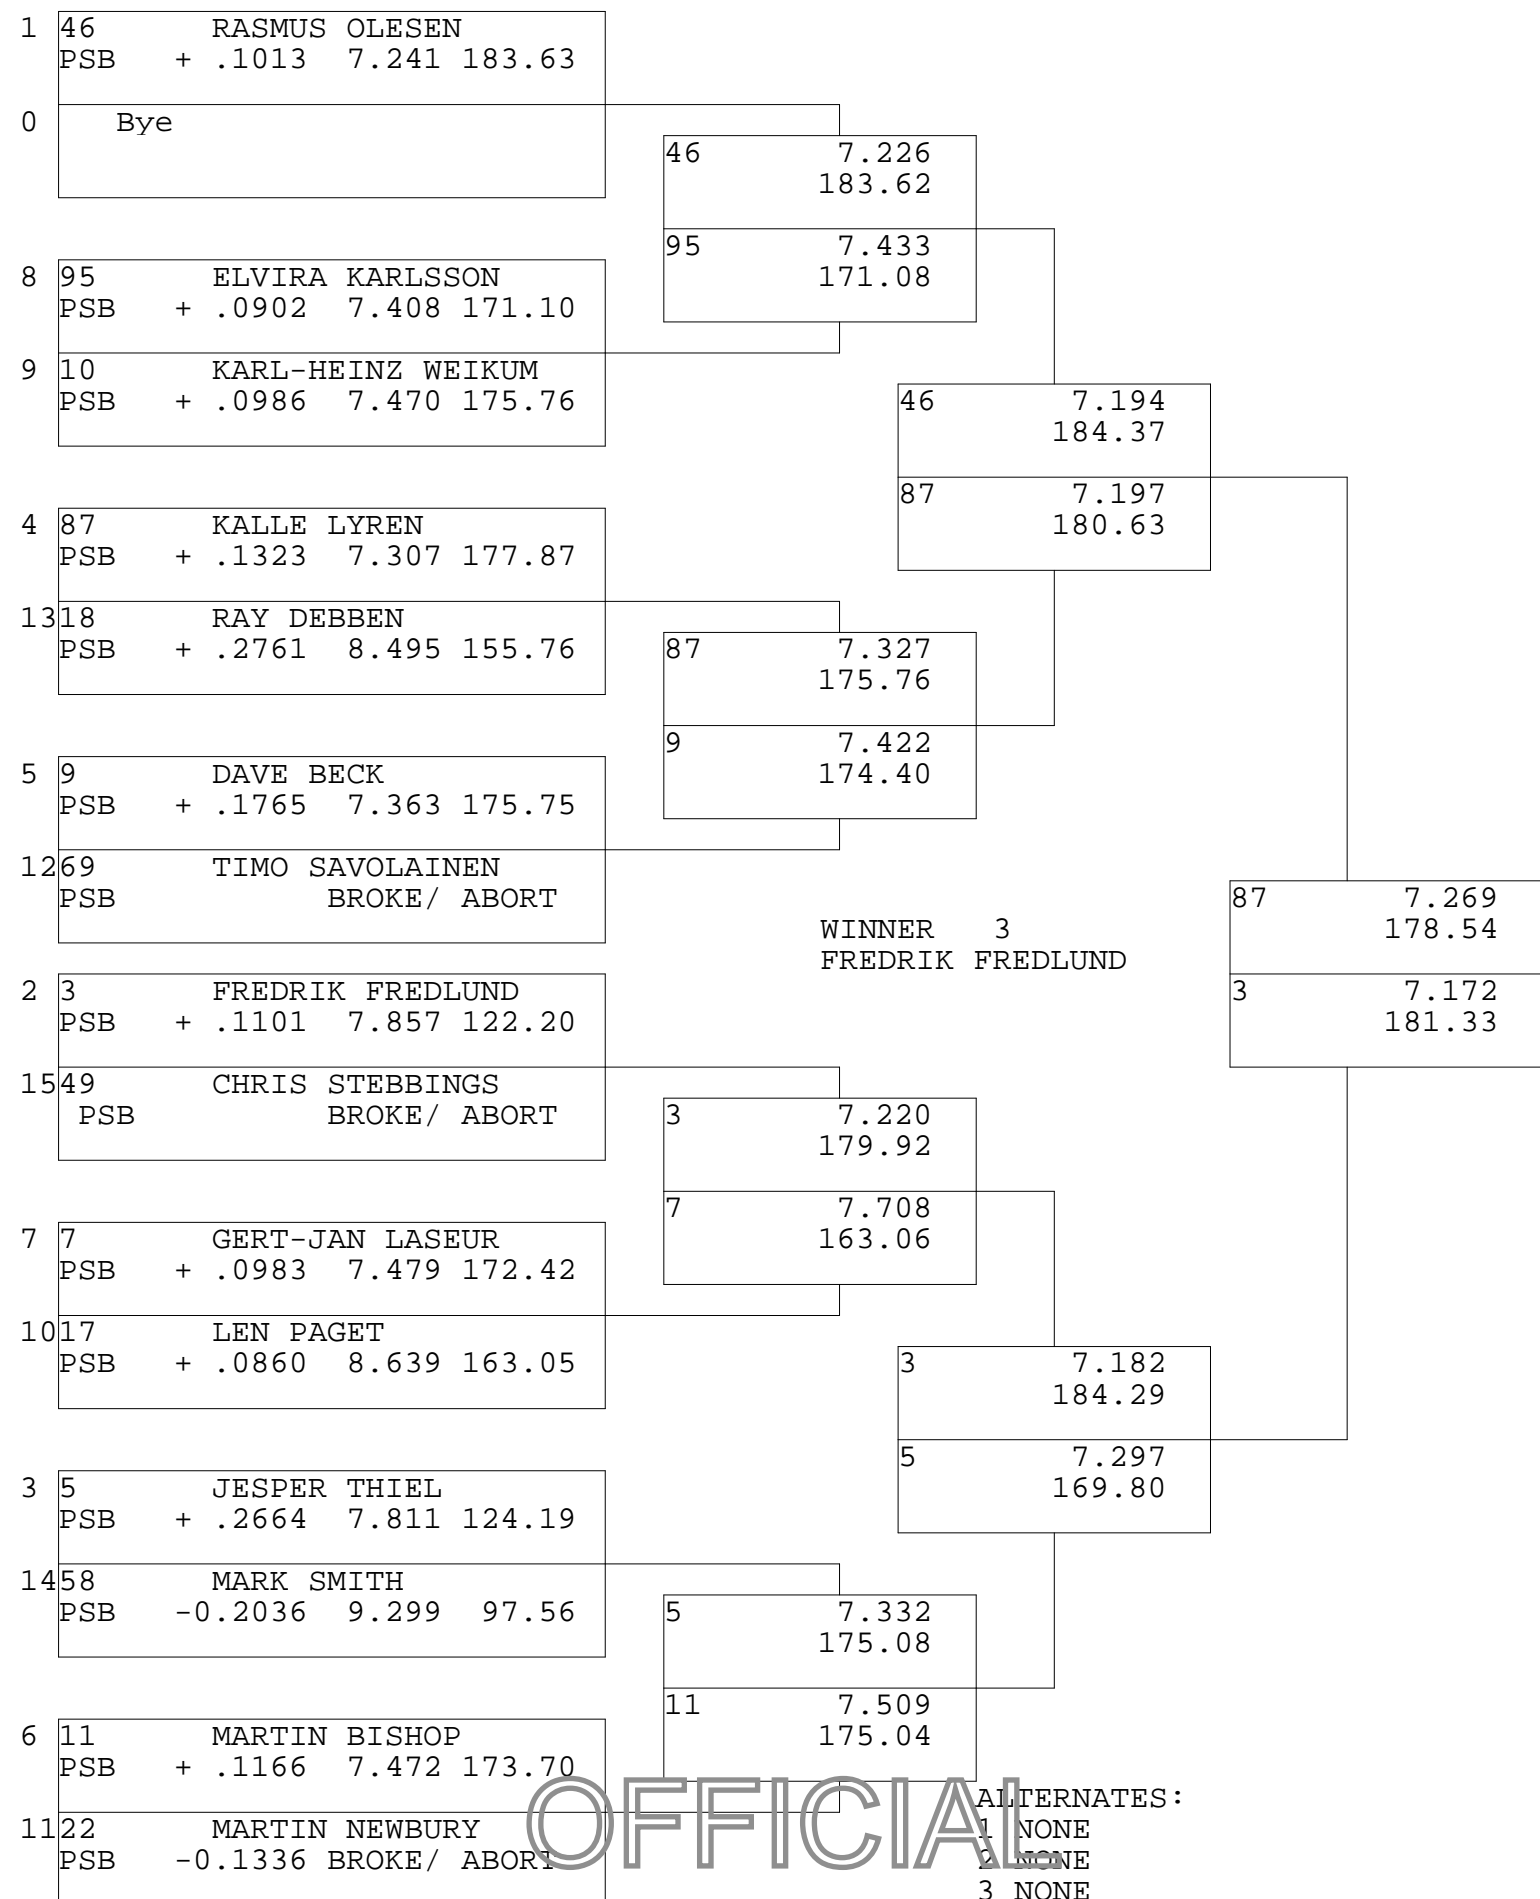 1 46 RASMUS OLESEN
PSB + .1013 7.241 183.63
0 Bye
46 7.226
183.62
95 7.433
171.08
8 95 ELVIRA KARLSSON
PSB + .0902 7.408 171.10
9 10 KARL-HEINZ WEIKUM
PSB + .0986 7.470 175.76
46 7.194
184.37
87 7.197
180.63
4 87 KALLE LYREN
PSB + .1323 7.307 177.87
13 18 RAY DEBBEN
PSB + .2761 8.495 155.76
87 7.327
175.76
9 7.422
174.40
5 9 DAVE BECK
PSB + .1765 7.363 175.75
12 69 TIMO SAVOLAINEN
PSB BROKE/ ABORT
87 7.269
178.54
WINNER 3
FREDRIK FREDLUND
3 7.172
181.33
2 3 FREDRIK FREDLUND
PSB + .1101 7.857 122.20
15 49 CHRIS STEBBINGS
PSB BROKE/ ABORT
3 7.220
179.92
7 7.708
163.06
7 7 GERT-JAN LASEUR
PSB + .0983 7.479 172.42
10 17 LEN PAGET
PSB + .0860 8.639 163.05
3 7.182
184.29
5 7.297
169.80
3 5 JESPER THIEL
PSB + .2664 7.811 124.19
14 58 MARK SMITH
PSB -0.2036 9.299 97.56
5 7.332
175.08
11 7.509
175.04
6 11 MARTIN BISHOP
PSB + .1166 7.472 173.70
11 22 MARTIN NEWBURY
PSB -0.1336 BROKE/ ABORT
OFFICIAL
ALTERNATES:
1 NONE
2 NONE
3 NONE